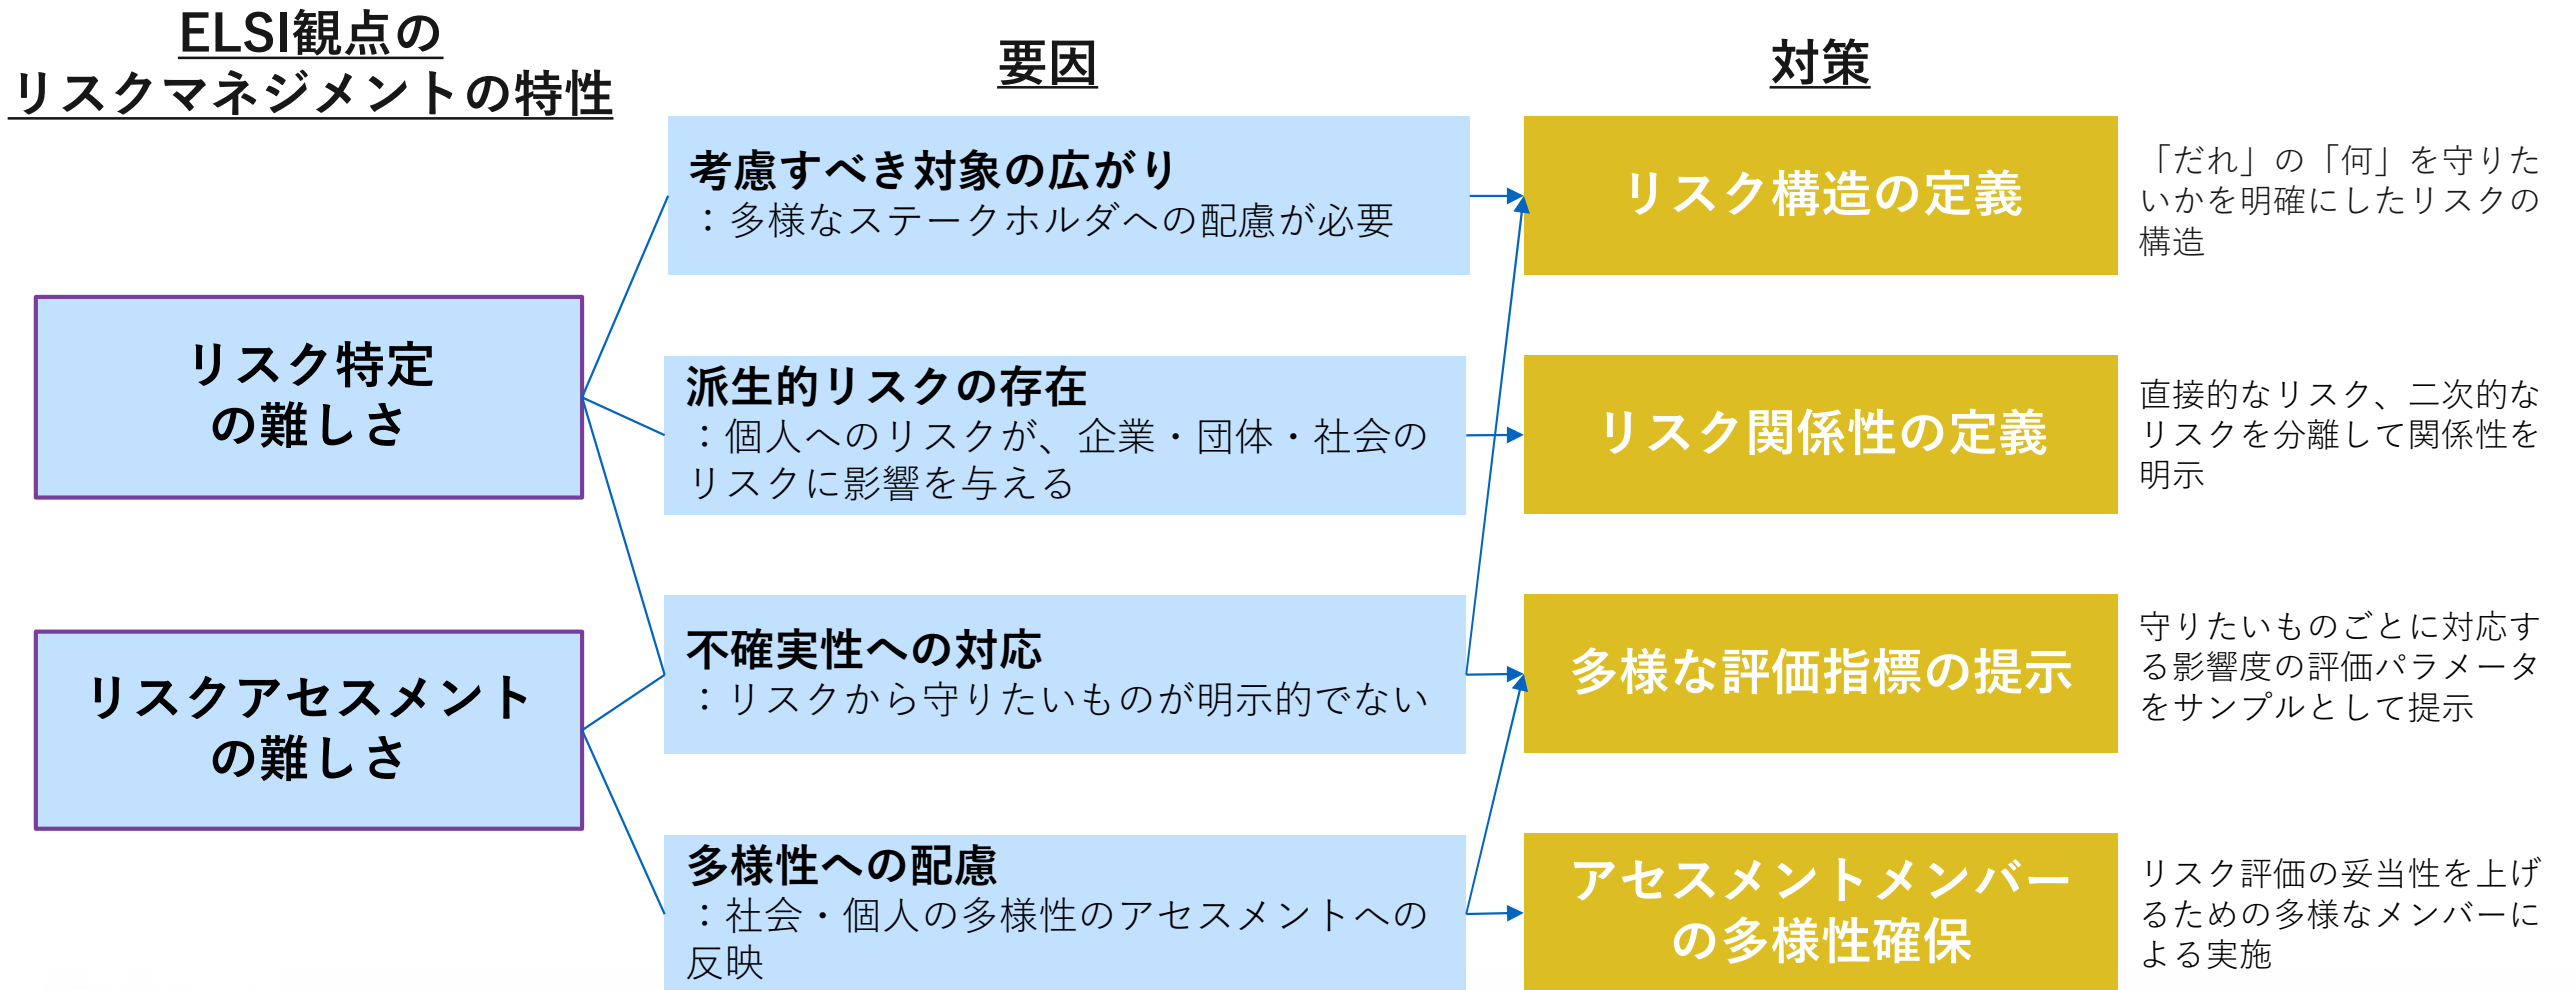 ELSI観点の
リスクマネジメントの特性
要因
対策
リスク特定
の難しさ
リスクアセスメント
の難しさ
考慮すべき対象の広がり
：多様なステークホルダへの配慮が必要
派生的リスクの存在
：個人へのリスクが、企業・団体・社会の
リスクに影響を与える
不確実性への対応
：リスクから守りたいものが明示的でない
多様性への配慮
：社会・個人の多様性のアセスメントへの
反映
リスク構造の定義
「だれ」の「何」を守りた
いかを明確にしたリスクの
構造
リスク関係性の定義
直接的なリスク、二次的な
リスクを分離して関係性を
明示
多様な評価指標の提示
守りたいものごとに対応す
る影響度の評価パラメータ
をサンプルとして提示
アセスメントメンバー
の多様性確保
リスク評価の妥当性を上げ
るための多様なメンバーに
よる実施